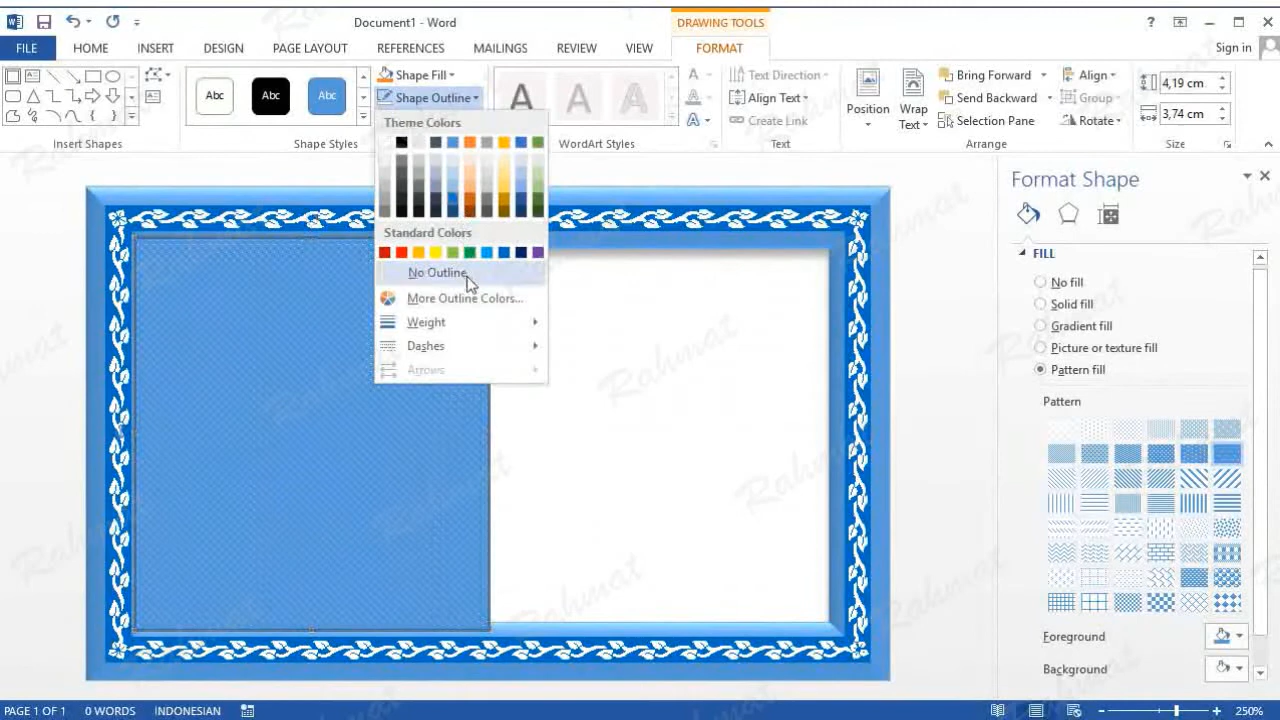 Document1 - Word
DRAWING TOOLS
?
FILE
HOME
INSERT
DESIGN
PAGE LAYOUT
REFERENCES
MAILINGS
REVIEW
VIEW
FORMAT
Sign in
Abc
Abc
Abc
Shape Fill
Shape Outline
A
A
A
A
A
A
Text Direction
Align Text
Create Link
Position
Wrap
Text
Bring Forward
Send Backward
Selection Pane
Align
Group
Rotate
4,19 cm
3,74 cm
Insert Shapes
Shape Styles
WordArt Styles
Text
Arrange
Size
Theme Colors
Standard Colors
No Outline
More Outline Colors...
Weight
Dashes
Arrows
Format Shape
FILL
No fill
Solid fill
Gradient fill
Picture or texture fill
Pattern fill
Pattern
Foreground
Background
Rahmat
Rahmat
Rahmat
Rahmat
PAGE 1 OF 1
0 WORDS
INDONESIAN
250%